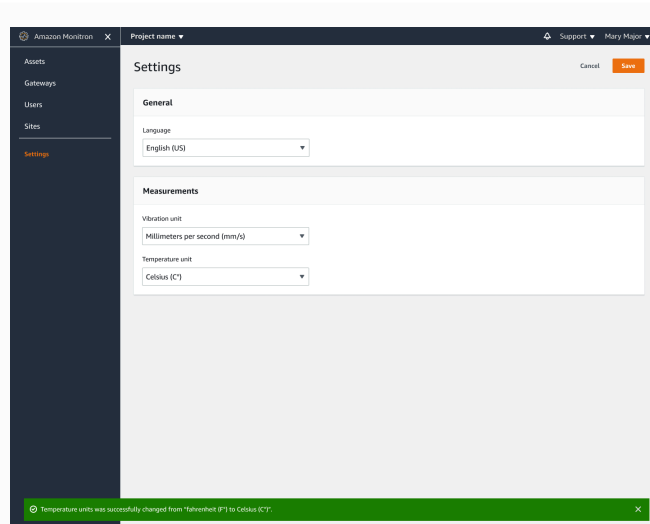 Amazon Monitron
Project name
Support
Mary Major
Assets
Gateways
Users
Sites
Settings
Settings
Cancel
Save
General
Language
English (US)
Measurements
Vibration unit
Millimeters per second (mm/s)
Temperature unit
Celsius (C°)
Temperature units was successfully changed from “fahrenheit (F°) to Celsius (C°)”.